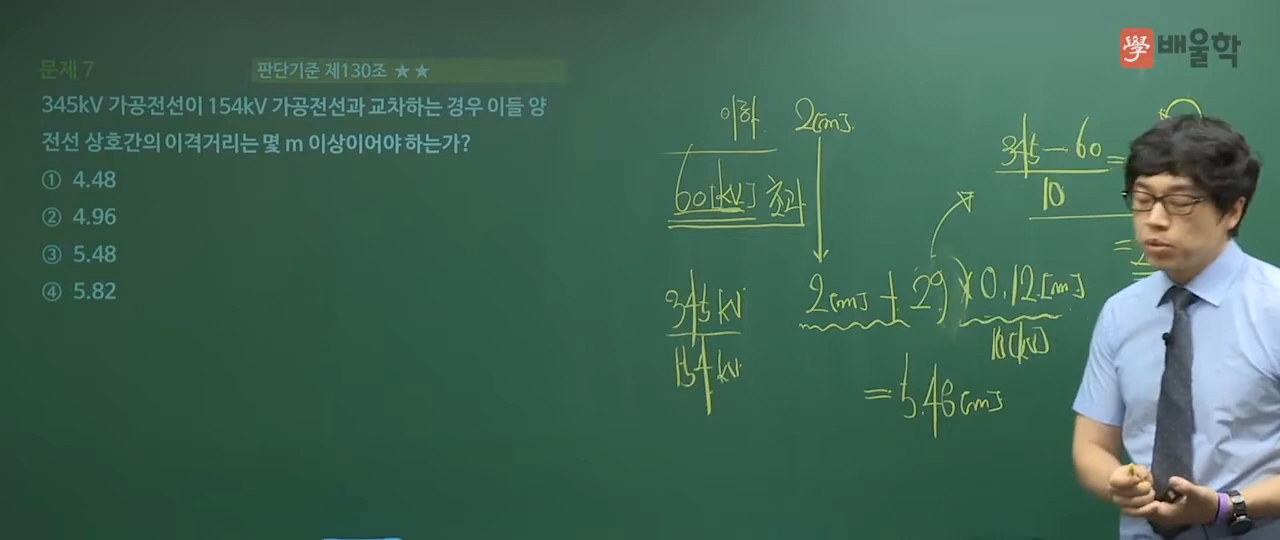 學 배울학
문제 7
판단기준 제130조 ★★
345kV 가공전선이 154kV 가공전선과 교차하는 경우 이들 양
전선 상호간의 이격거리는 몇 m 이상이어야 하는가?
① 4.48
② 4.96
③ 5.48
④ 5.82
이하 2[m]
60[kV] 초과
345-60 =
10
=
345kV
154kV
2[m] + 29 × 0.12[m]
10[kV]
= 5.48[m]